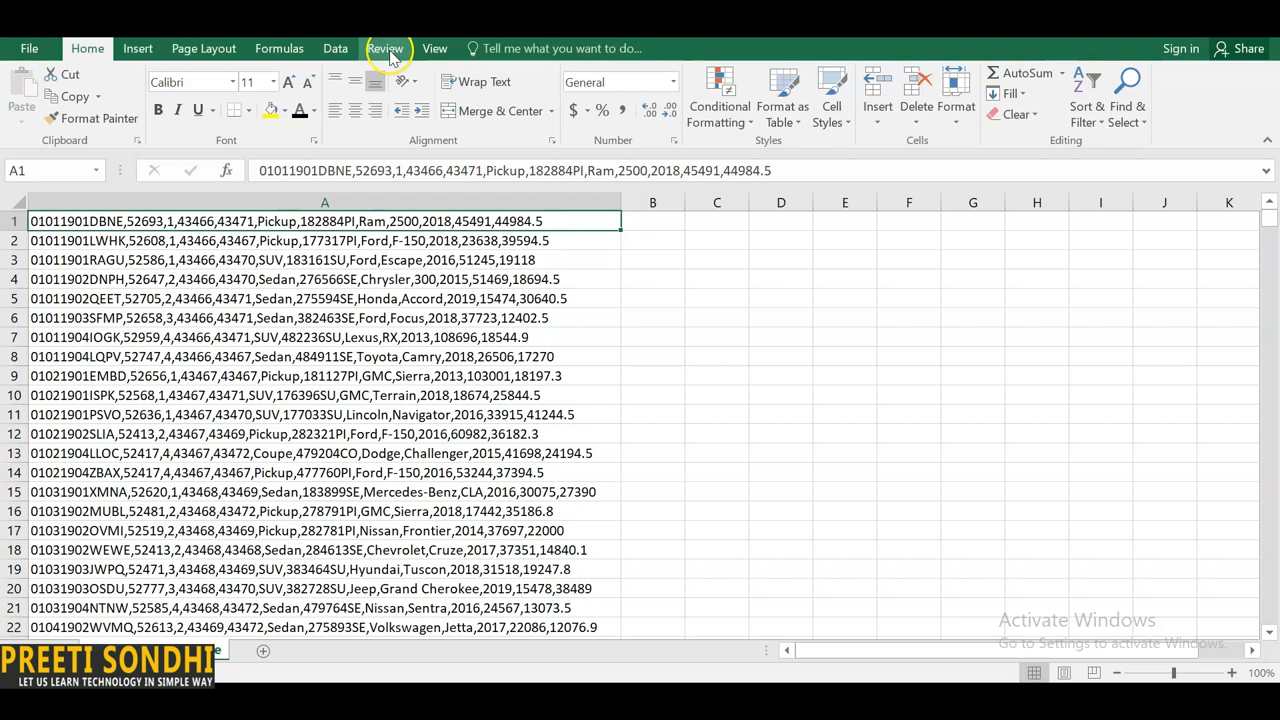 File Home Insert Page Layout Formulas Data Review View Tell me what you want to do... Sign in Share
Paste Cut Copy Format Painter Clipboard
Calibri 11 B I U A Font
Wrap Text Merge & Center Alignment
General $ % , Number
Conditional Formatting Format as Table Cell Styles Styles
Insert Delete Format Cells
AutoSum Fill Clear Sort & Filter Find & Select Editing
A1 fx 01011901DBNE,52693,1,43466,43471,Pickup,182884PI,Ram,2500,2018,45491,44984.5
A B C D E F G H I J K
1 01011901DBNE,52693,1,43466,43471,Pickup,182884PI,Ram,2500,2018,45491,44984.5
2 01011901LWHK,52608,1,43466,43467,Pickup,177317PI,Ford,F-150,2018,23638,39594.5
3 01011901RAGU,52586,1,43466,43470,SUV,183161SU,Ford,Escape,2016,51245,19118
4 01011902DNPH,52647,2,43466,43470,Sedan,276566SE,Chrysler,300,2015,51469,18694.5
5 01011902QEET,52705,2,43466,43471,Sedan,275594SE,Honda,Accord,2019,15474,30640.5
6 01011903SFMP,52658,3,43466,43471,Sedan,382463SE,Ford,Focus,2018,37723,12402.5
7 01011904IOGK,52959,4,43466,43471,SUV,482236SU,Lexus,RX,2013,108696,18544.9
8 01011904LQPV,52747,4,43466,43467,Sedan,484911SE,Toyota,Camry,2018,26506,17270
9 01021901EMBD,52656,1,43467,43467,Pickup,181127PI,GMC,Sierra,2013,103001,18197.3
10 01021901ISPK,52568,1,43467,43471,SUV,176396SU,GMC,Terrain,2018,18674,25844.5
11 01021901PSVO,52636,1,43467,43470,SUV,177033SU,Lincoln,Navigator,2016,33915,41244.5
12 01021902SLIA,52413,2,43467,43469,Pickup,282321PI,Ford,F-150,2016,60982,36182.3
13 01021904LLOC,52417,4,43467,43472,Coupe,479204CO,Dodge,Challenger,2015,41698,24194.5
14 01021904ZBAX,52417,4,43467,43467,Pickup,477760PI,Ford,F-150,2016,53244,37394.5
15 01031901XMNA,52620,1,43468,43469,Sedan,183899SE,Mercedes-Benz,CLA,2016,30075,27390
16 01031902MUBL,52481,2,43468,43472,Pickup,278791PI,GMC,Sierra,2018,17442,35186.8
17 01031902OVMI,52519,2,43468,43469,Pickup,282781PI,Nissan,Frontier,2014,37697,22000
18 01031902WEWE,52413,2,43468,43468,Sedan,284613SE,Chevrolet,Cruze,2017,37351,14840.1
19 01031903JWPQ,52471,3,43468,43469,SUV,383464SU,Hyundai,Tuscon,2018,31518,19247.8
20 01031903OSDU,52777,3,43468,43470,SUV,382728SU,Jeep,Grand Cherokee,2019,15478,38489
21 01031904NTNW,52585,4,43468,43472,Sedan,479764SE,Nissan,Sentra,2016,24567,13073.5
22 01041902WVMQ,52613,2,43469,43472,Sedan,275893SE,Volkswagen,Jetta,2017,22086,12076.9
Activate Windows
Go to Settings to activate Windows.
PREETI SONDHI
LET US LEARN TECHNOLOGY IN SIMPLE WAY
100%